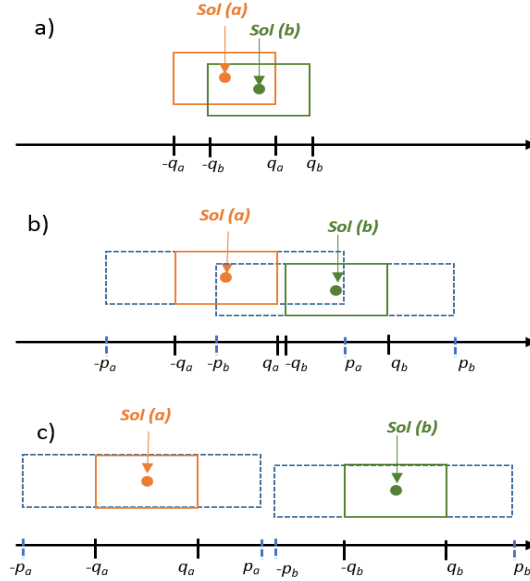 a)
Sol (a)
Sol (b)
-qa -qb qa qb
b)
Sol (a)
Sol (b)
-pa -qa -pb qa -qb pa qb pb
c)
Sol (a)
Sol (b)
-pa -qa qa pa -pb -qb qb pb